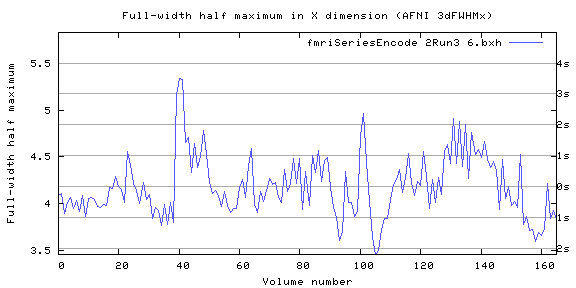 Full-width half maximum in X dimension (AFNI 3dFWHMx)
fmriSeriesEncode 2Run3 6.bxh
Full-width half maximum
5.5
5
4.5
4
3.5
4s
3s
2s
1s
0s
1s
2s
0 20 40 60 80 100 120 140 160
Volume number